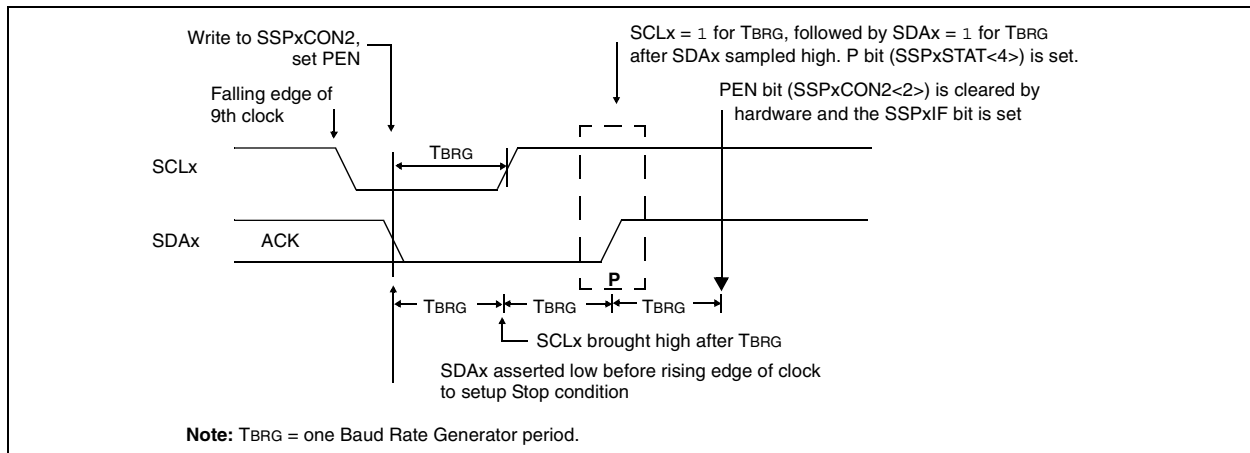 Write to SSPxCON2,
set PEN
SCLx = 1 for TBRG, followed by SDAx = 1 for TBRG
after SDAx sampled high. P bit (SSPxSTAT<4>) is set.
Falling edge of
9th clock
PEN bit (SSPxCON2<2>) is cleared by
hardware and the SSPxIF bit is set
TBRG
SCLx
SDAx
ACK
P
TBRG
TBRG
TBRG
SCLx brought high after TBRG
SDAx asserted low before rising edge of clock
to setup Stop condition
Note: TBRG = one Baud Rate Generator period.